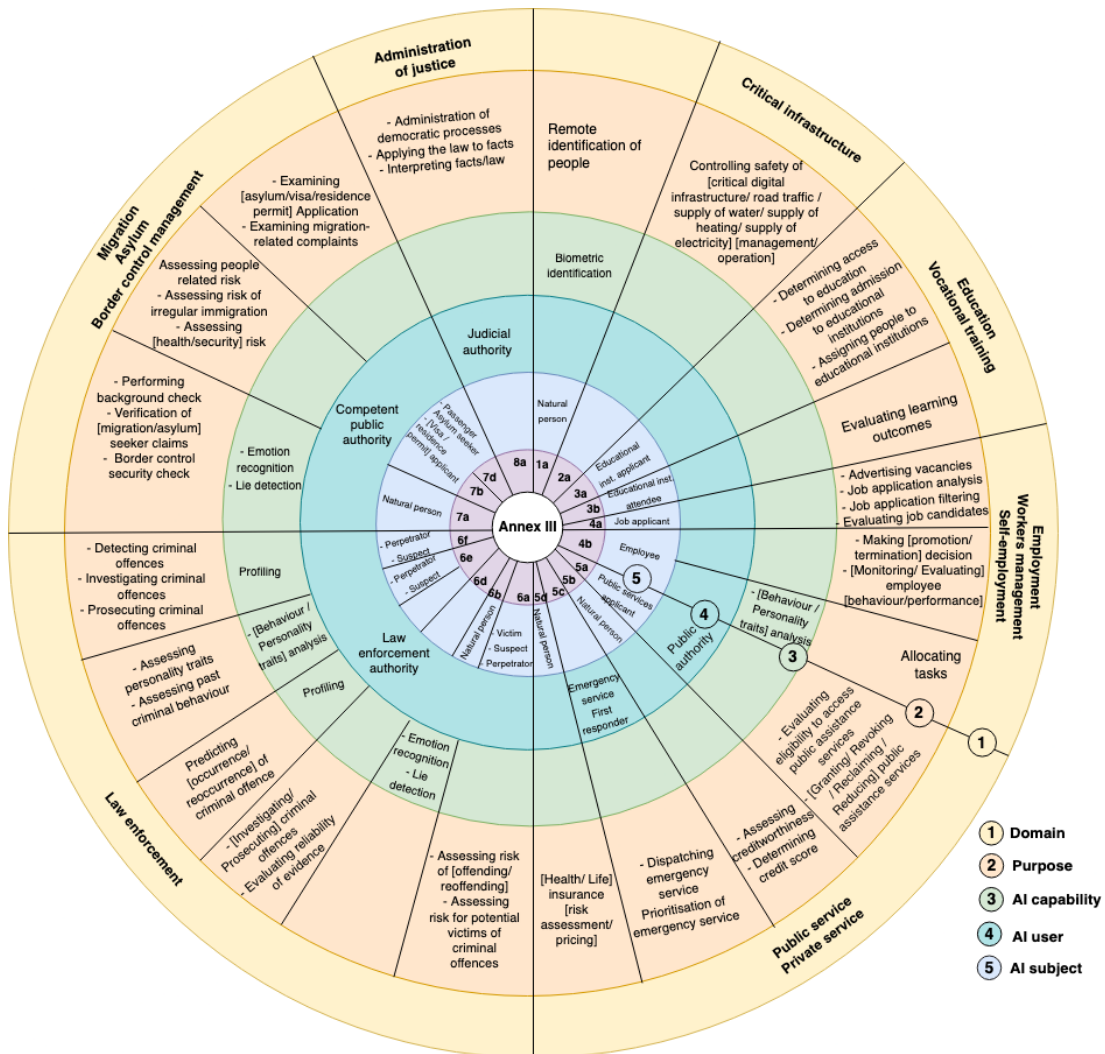 Administration
of justice
- Administration of
democratic processes
- Applying the law to facts
- Interpreting facts/law
Judicial
authority
8a
Remote
identification of
people
Biometric
identification
Natural
person
1a
Critical infrastructure
Controlling safety of
[critical digital
infrastructure/ road traffic /
supply of water/ supply of
heating/ supply of
electricity] [management/
operation]
2a
Education
Vocational training
- Determining access
to education
- Determining admission
to educational
institutions
- Assigning people to
educational institutions
Educational
inst. applicant
3a
Evaluating learning
outcomes
Educational inst.
attendee
3b
Employment
Workers management
Self-employment
- Advertising vacancies
- Job application analysis
- Job application filtering
- Evaluating job candidates
Job applicant
4a
- Making [promotion/
termination] decision
- [Monitoring/ Evaluating]
employee
[behaviour/performance]
- [Behaviour /
Personality
traits] analysis
Allocating
tasks
Employee
4b
Public service
Private service
- Evaluating
eligibility to access
public assistance
services
- [Granting/ Revoking
/ Reclaiming /
Reducing] public
assistance services
Public
authority
Public services
applicant
5a
- Assessing
creditworthiness
- Determining
credit score
Natural person
5b
- Dispatching
emergency
service
Prioritisation of
emergency service
Emergency
service
First
responder
5c
[Health/ Life]
insurance
[risk
assessment/
pricing]
Natural person
5d
Law enforcement
- Assessing risk
of [offending/
reoffending]
- Assessing
risk for potential
victims of
criminal
offences
- Victim
- Suspect
- Perpetrator
6a
- Emotion
recognition
- Lie
detection
Natural person
6b
- [Investigating/
Prosecuting] criminal
offences
- Evaluating reliability
of evidence
6d
Predicting
[occurrence/
reoccurrence] of
criminal offence
Profiling
- Assessing
personality traits
- Assessing past
criminal behaviour
- [Behaviour /
Personality
traits] analysis
Law
enforcement
authority
- Perpetrator
- Suspect
6e
- Detecting criminal
offences
- Investigating criminal
offences
- Prosecuting criminal
offences
Profiling
- Perpetrator
- Suspect
6f
Migration
Asylum
Border control management
- Performing
background check
- Verification of
[migration/asylum]
seeker claims
- Border control
security check
- Emotion
recognition
- Lie detection
Natural person
7a
Assessing people
related risk
- Assessing risk of
irregular immigration
- Assessing
[health/security] risk
Competent
public
authority
7b
- Examining
[asylum/visa/residence
permit] Application
- Examining migration-
related complaints
- Passenger
Asylum seeker
- [Visa /
residence
permit] applicant
7d
Annex III
5
4
3
2
1
1 Domain
2 Purpose
3 AI capability
4 AI user
5 AI subject